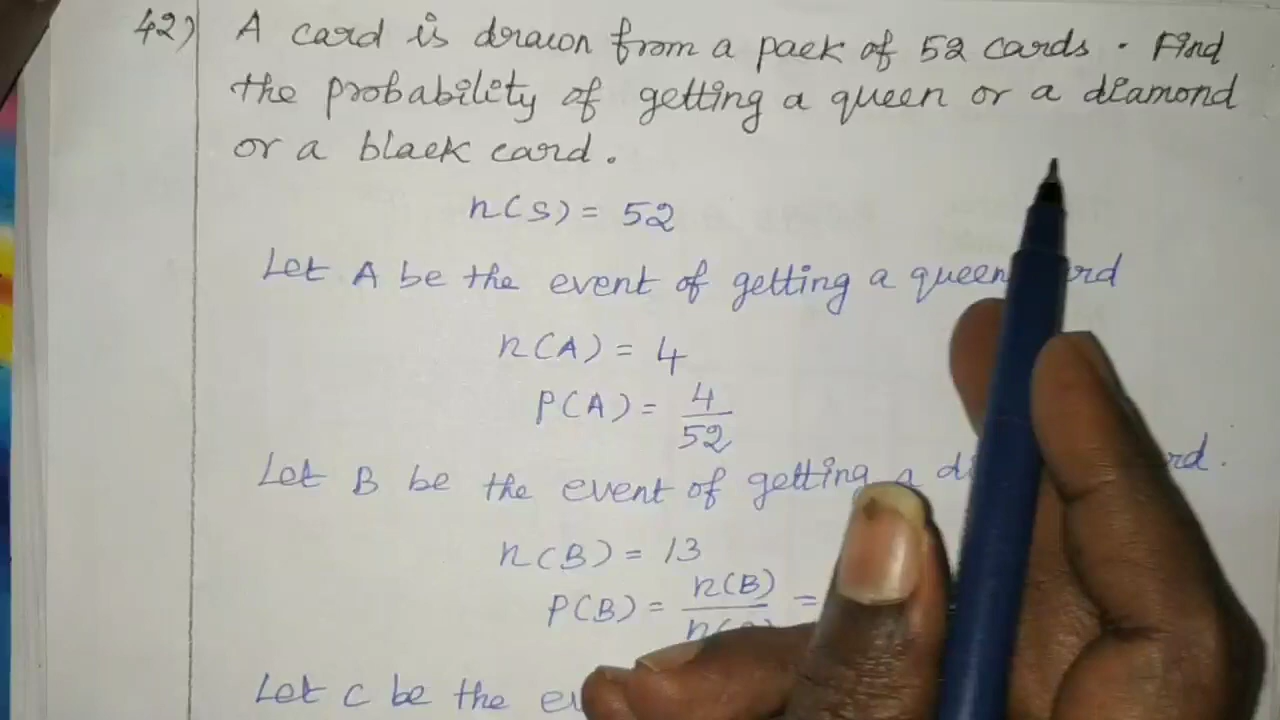 42) A card is drawn from a pack of 52 cards. Find
the probability of getting a queen or a diamond
or a black card.
n(S) = 52
Let A be the event of getting a queen
n(A) = 4
P(A) = 4/52
Let B be the event of getting a
n(B) = 13
P(B) = n(B)/n(S) =
Let C be the